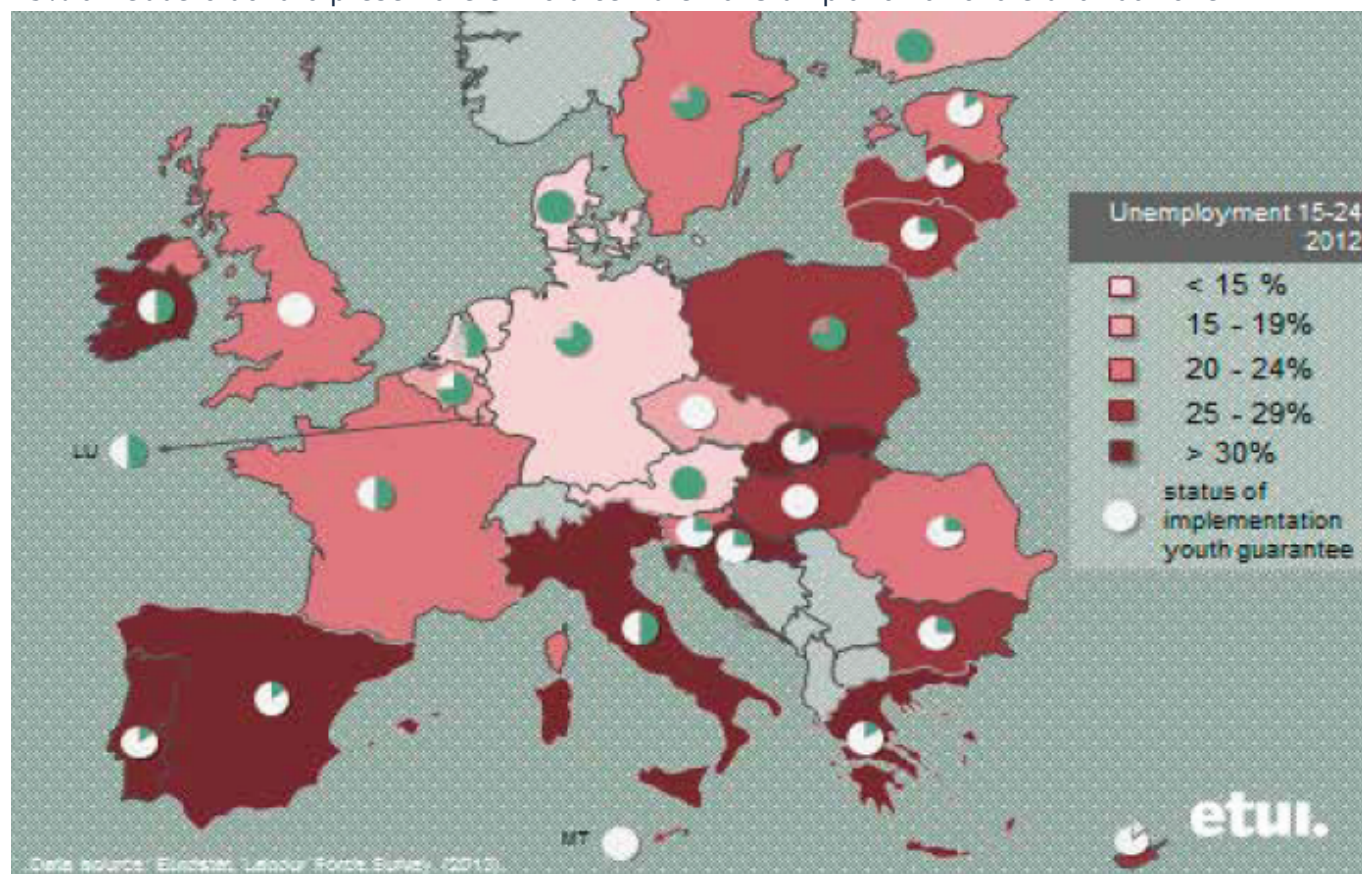 Unemployment 15-24
2012
< 15 %
15 - 19%
20 - 24%
25 - 29%
> 30%
status of
implementation
youth guarantee
LU
MT
etui.
Data source: Eurostat, Labour Force Survey (2013).